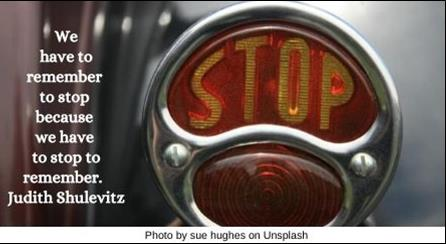 We
have to
remember
to stop
because
we have
to stop to
remember.
Judith Shulevitz
STOP
Photo by sue hughes on Unsplash